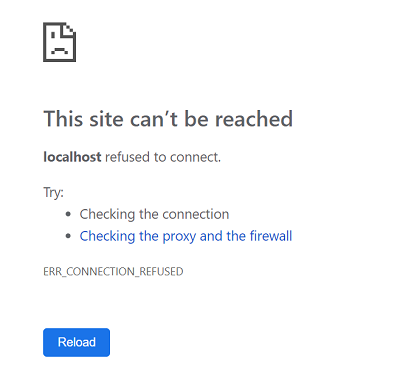 This site can’t be reached
localhost refused to connect.
Try:
Checking the connection
Checking the proxy and the firewall
ERR_CONNECTION_REFUSED
Reload